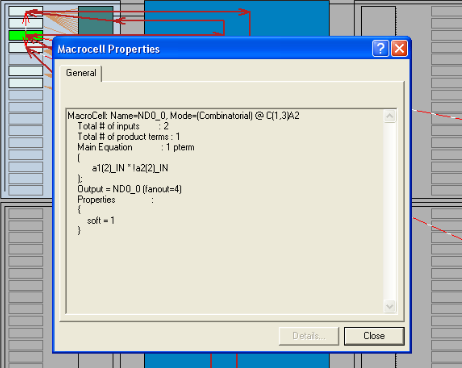 Macrocell Properties
General
MacroCell: Name=ND0_0, Mode=(Combinatorial) @ C(1,3)A2
Total # of inputs : 2
Total # of product terms : 1
Main Equation : 1 pterm
(
a1(2)_IN * !a2(2)_IN
);
Output = ND0_0 (fanout=4)
Properties :
{
soft = 1
}
Details...
Close